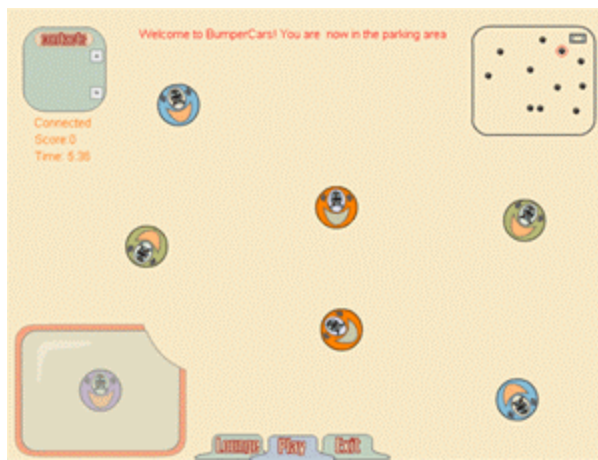 Welcome to BumperCars! You are now in the parking area
Connected
Score 0
Time: 5.36
Lounge
Play
Exit